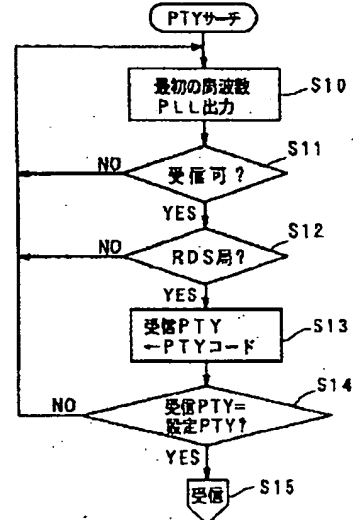 PTYサーチ
最初の周波数
PLL出力
S10
受信可?
S11
NO
YES
RDS局?
S12
NO
YES
受信PTY
←PTYコード
S13
受信PTY=
設定PTY?
S14
NO
YES
受信
S15